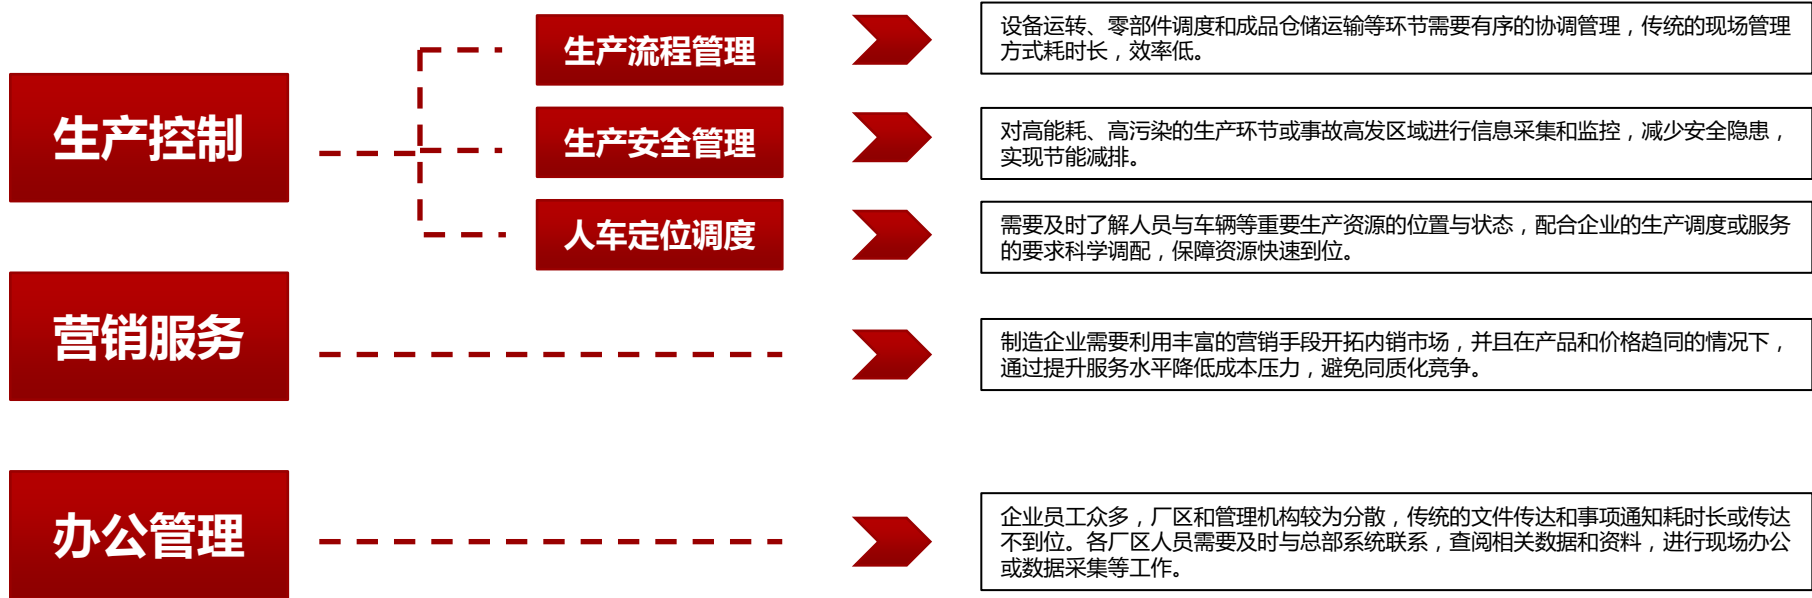 生产控制
生产流程管理
设备运转、零部件调度和成品仓储运输等环节需要有序的协调管理，传统的现场管理
方式耗时长，效率低。
生产安全管理
对高能耗、高污染的生产环节或事故高发区域进行信息采集和监控，减少安全隐患，
实现节能减排。
人车定位调度
需要及时了解人员与车辆等重要生产资源的位置与状态，配合企业的生产调度或服务
的要求科学调配，保障资源快速到位。
营销服务
制造企业需要利用丰富的营销手段开拓内销市场，并且在产品和价格趋同的情况下，
通过提升服务水平降低成本压力，避免同质化竞争。
办公管理
企业员工众多，厂区和管理机构较为分散，传统的文件传达和事项通知耗时长或传达
不到位。各厂区人员需要及时与总部系统联系，查阅相关数据和资料，进行现场办公
或数据采集等工作。